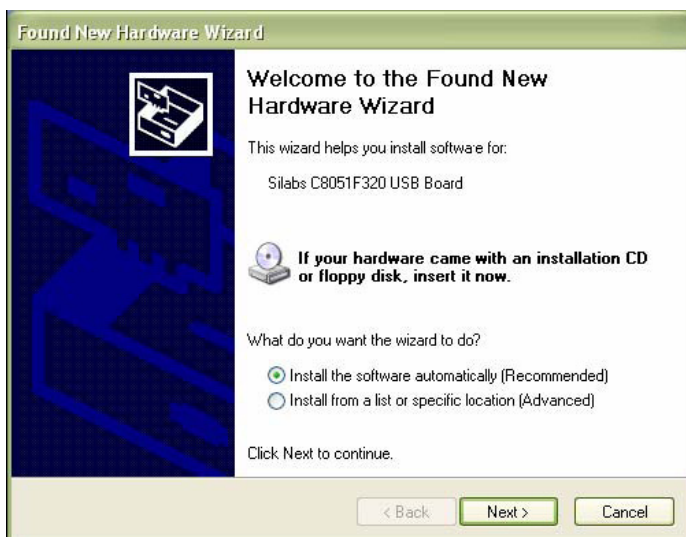 Found New Hardware Wizard
Welcome to the Found New
Hardware Wizard
This wizard helps you install software for:
Silabs C8051F320 USB Board
If your hardware came with an installation CD
or floppy disk, insert it now.
What do you want the wizard to do?
Install the software automatically (Recommended)
Install from a list or specific location (Advanced)
Click Next to continue.
< Back Next > Cancel